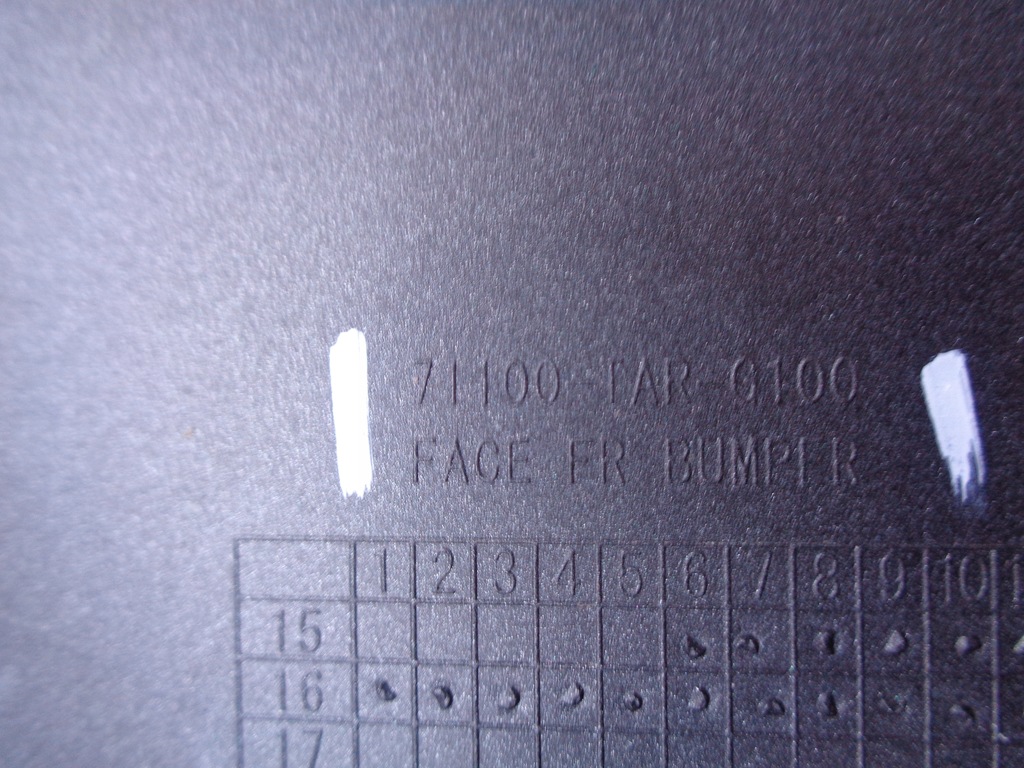 71100 TAR-G100
FACE FR BUMPER
1 2 3 4 5 6 7 8 9 10
15
16
17